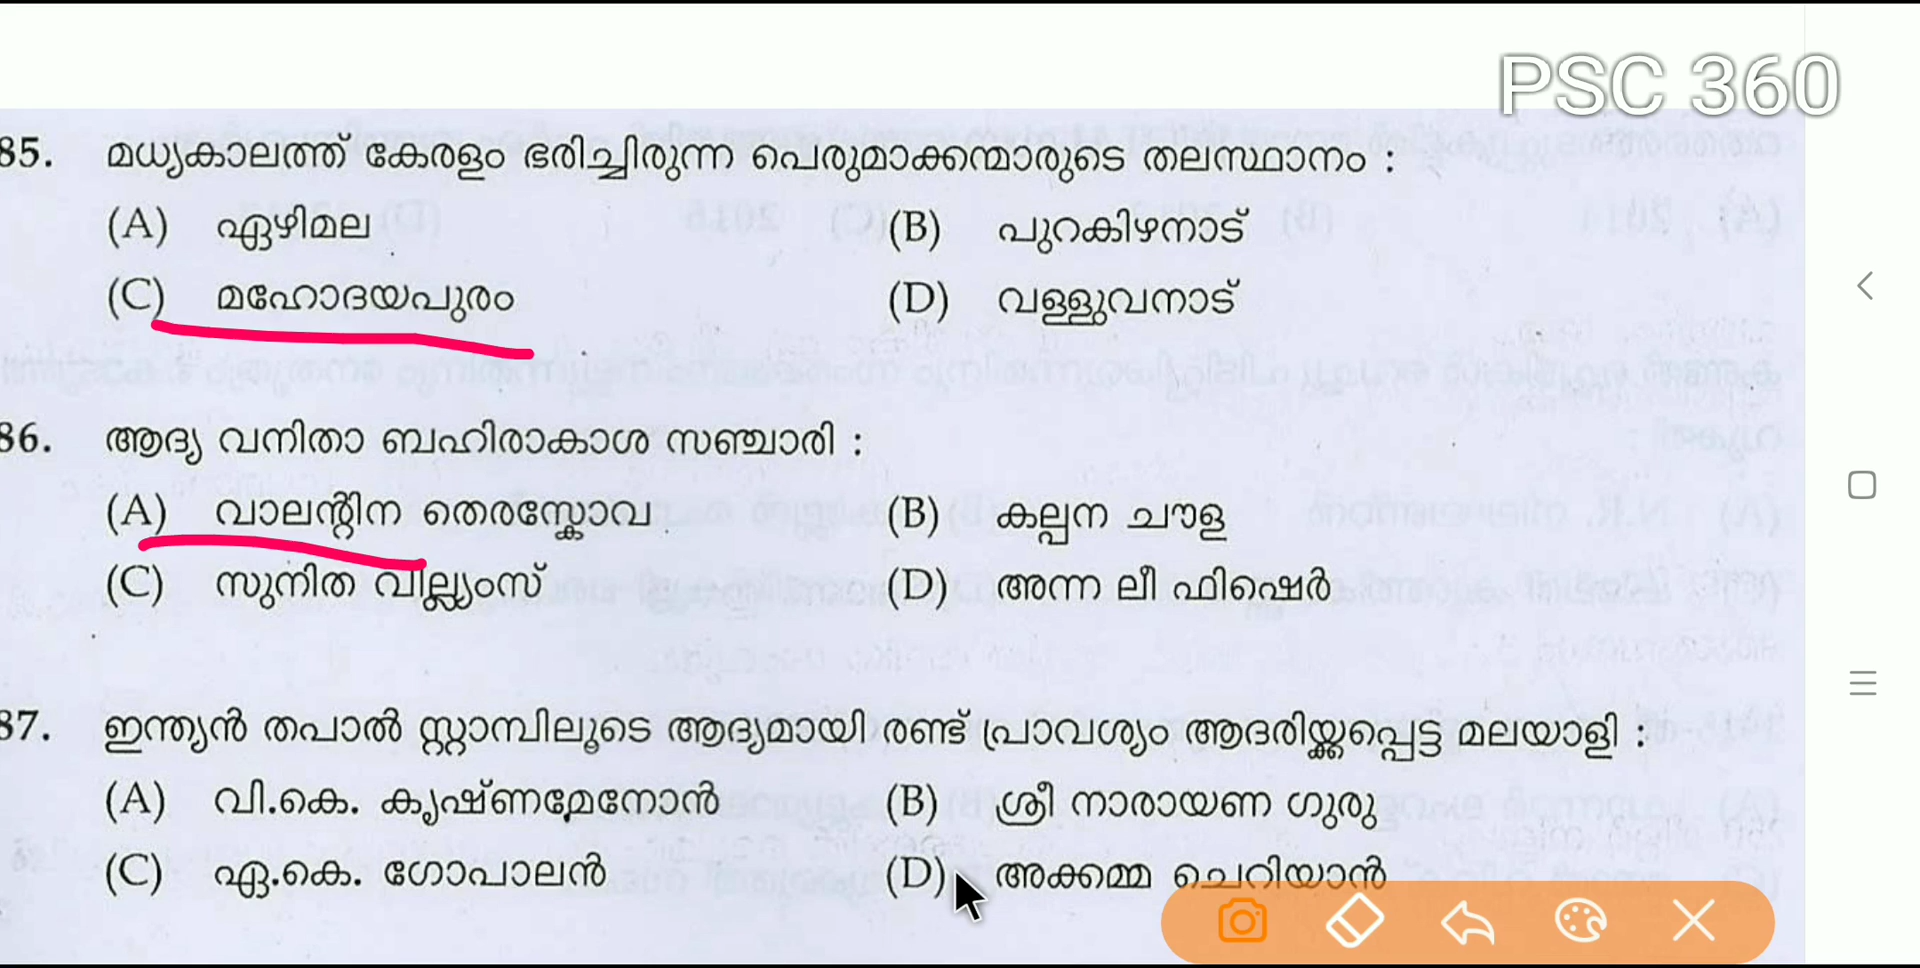 PSC 360
85. മധ്യകാലത്ത് കേരളം ഭരിച്ചിരുന്ന പെരുമാക്കന്മാരുടെ തലസ്ഥാനം :
(A) ഏഴിമല (B) പുറകിഴനാട്
(C) മഹോദയപുരം (D) വള്ളുവനാട്
86. ആദ്യ വനിതാ ബഹിരാകാശ സഞ്ചാരി :
(A) വാലന്റിന തെരസ്കോവ (B) കല്പന ചൗള
(C) സുനിത വില്ല്യംസ് (D) അന്ന ലീ ഫിഷെർ
87. ഇന്ത്യൻ തപാൽ സ്റ്റാമ്പിലൂടെ ആദ്യമായി രണ്ട് പ്രാവശ്യം ആദരിയ്ക്കപ്പെട്ട മലയാളി :
(A) വി.കെ. കൃഷ്ണമേനോൻ (B) ശ്രീ നാരായണ ഗുരു
(C) ഏ.കെ. ഗോപാലൻ (D) അക്കമ്മ ചെറിയാൻ